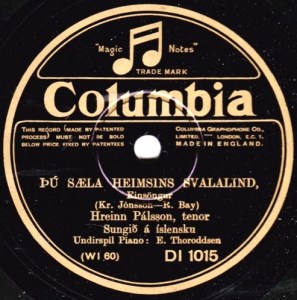 "Magic Notes"
TRADE MARK
Columbia
THIS RECORD (MADE BY PATENTED
PROCESS) MUST NOT BE SOLD
BELOW PRICE FIXED BY PATENTEES
COLUMBIA GRAPHOPHONE CO.,
LIMITED., LONDON, E.C.1.
MADE IN ENGLAND.
ÞÚ SÆLA HEIMSINS SVALALIND,
Einsöngur
(Kr. Jónsson—R. Bay)
Hreinn Pálsson, tenor
Sungið á íslensku
Undirspil Piano : E. Thoroddsen
(WI 60) DI 1015